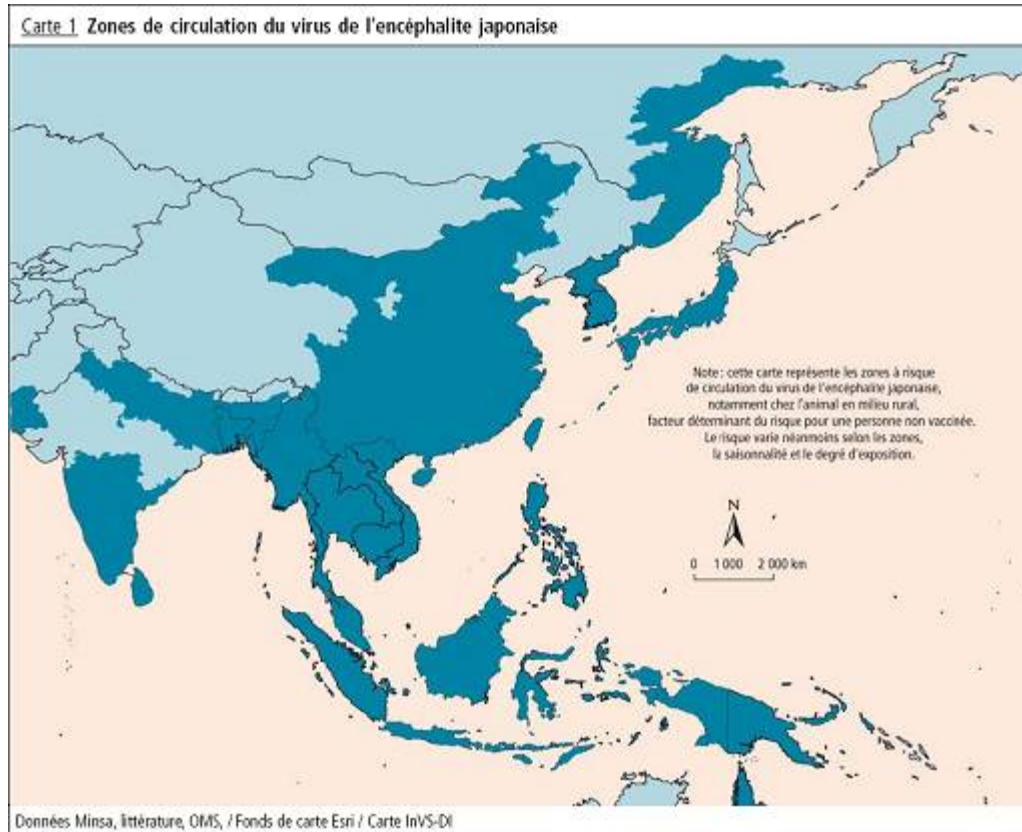 Carte 1 Zones de circulation du virus de l'encéphalite japonaise
Note : cette carte représente les zones à risque
de circulation du virus de l'encéphalite japonaise,
notamment chez l'animal en milieu rural,
facteur déterminant du risque pour une personne non vaccinée.
Le risque varie néanmoins selon les zones,
la saisonnalité et le degré d'exposition.
N
0 1 000 2 000 km
Données Minsa, littérature, OMS, / Fonds de carte Esri / Carte InVS-DI